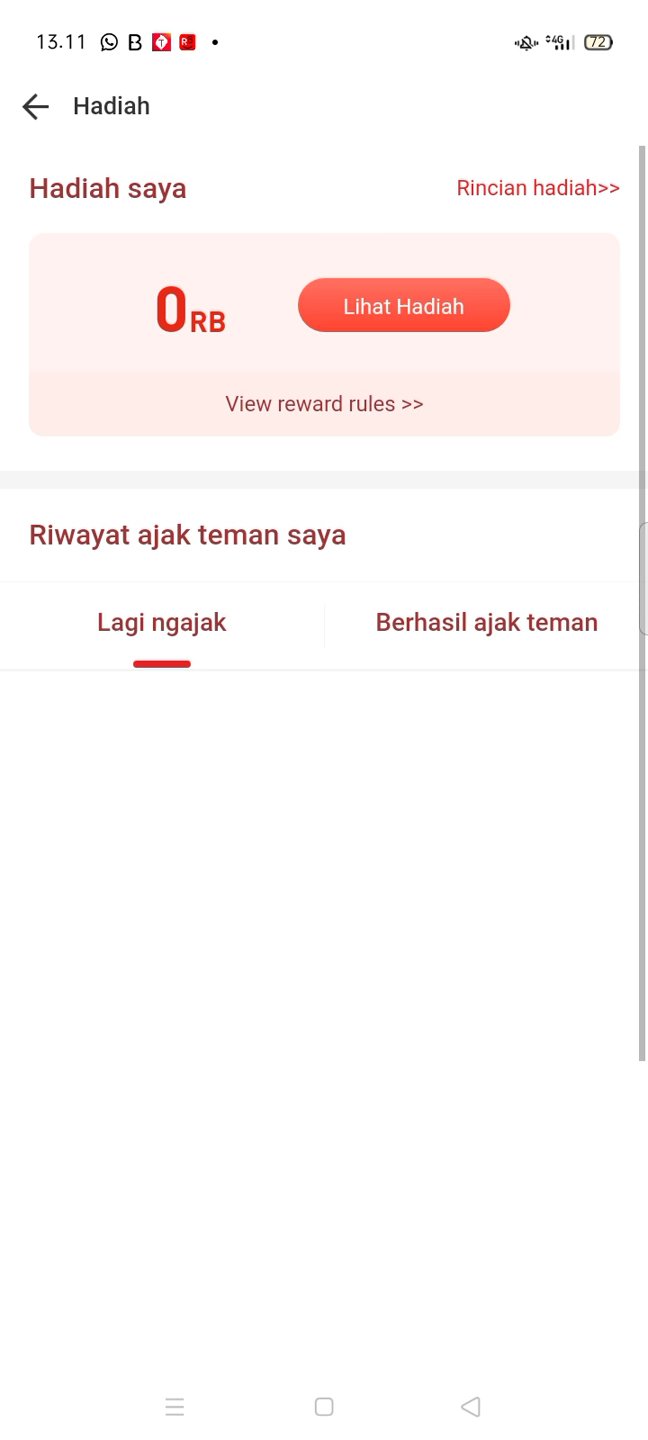 13.11 B 4G 72
Hadiah
Hadiah saya Rincian hadiah>>
0RB Lihat Hadiah
View reward rules >>
Riwayat ajak teman saya
Lagi ngajak Berhasil ajak teman